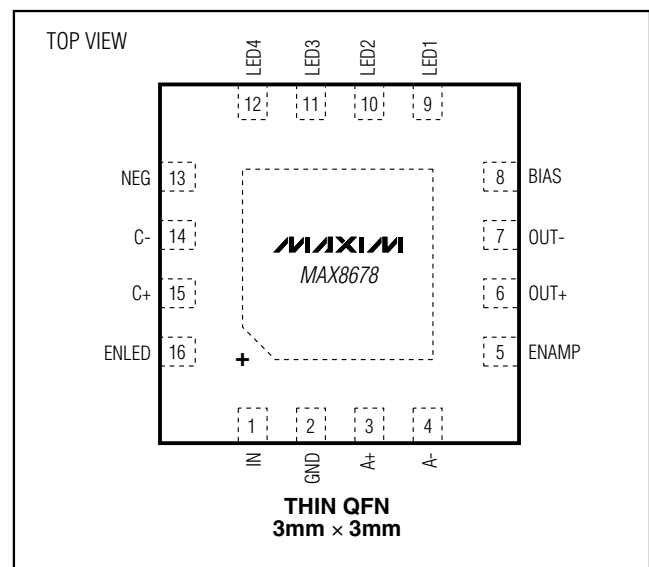 TOP VIEW
LED4
LED3
LED2
LED1
12
11
10
9
NEG 13
8 BIAS
C- 14
7 OUT-
C+ 15
6 OUT+
ENLED 16
5 ENAMP
MAXIM
MAX8678
+
1
2
3
4
IN
GND
A+
A-
THIN QFN
3mm × 3mm